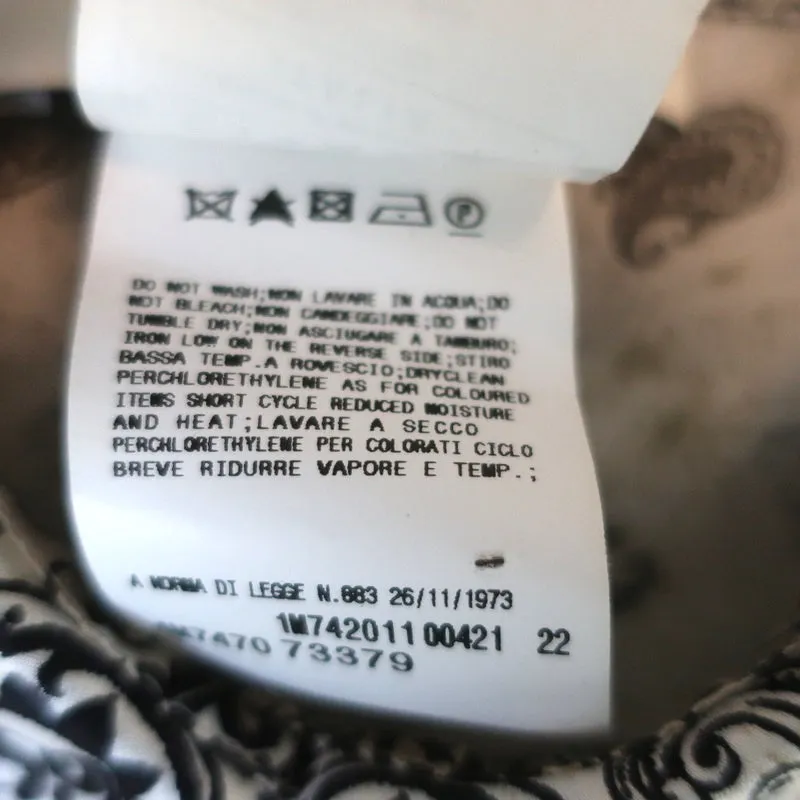 P
DO NOT WASH;NON LAVARE IN ACQUA;DO
NOT BLEACH;NON CANDEGGIARE;DO NOT
TUMBLE DRY;NON ASCIUGARE A TAMBURO;
IRON LOW ON THE REVERSE SIDE;STIRO
BASSA TEMP.A ROVESCIO;DRYCLEAN
PERCHLORETHYLENE AS FOR COLOURED
ITEMS SHORT CYCLE REDUCED MOISTURE
AND HEAT;LAVARE A SECCO
PERCHLORETHYLENE PER COLORATI CICLO
BREVE RIDURRE VAPORE E TEMP.;
A NORMA DI LEGGE N.883 26/11/1973
1M742011 00421 22
73379